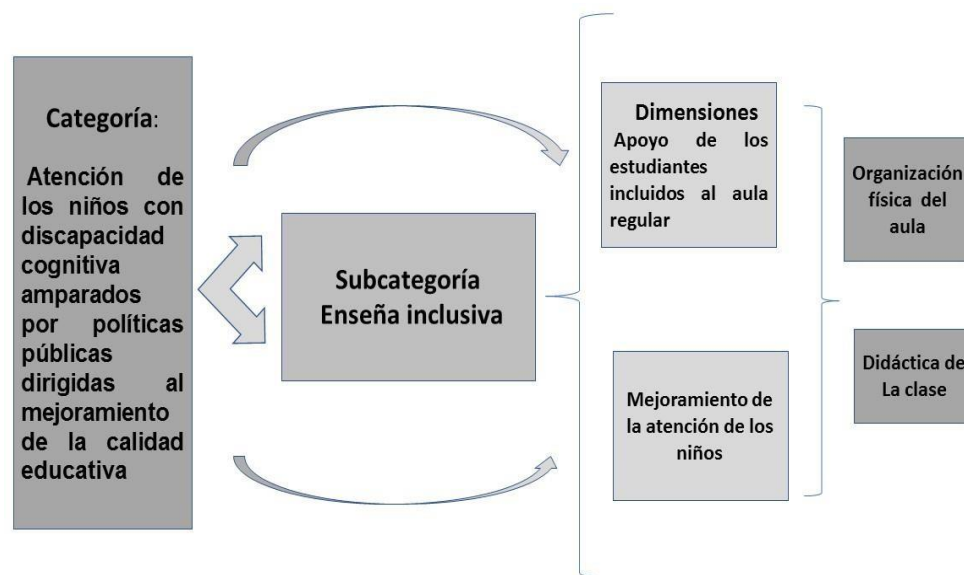 Categoría:
Atención de
los niños con
discapacidad
cognitiva
amparados
por políticas
públicas
dirigidas al
mejoramiento
de la calidad
educativa
Subcategoría
Enseña inclusiva
Dimensiones
Apoyo de los
estudiantes
incluidos al aula
regular
Mejoramiento de
la atención de los
niños
Organización
física del
aula
Didáctica de
La clase